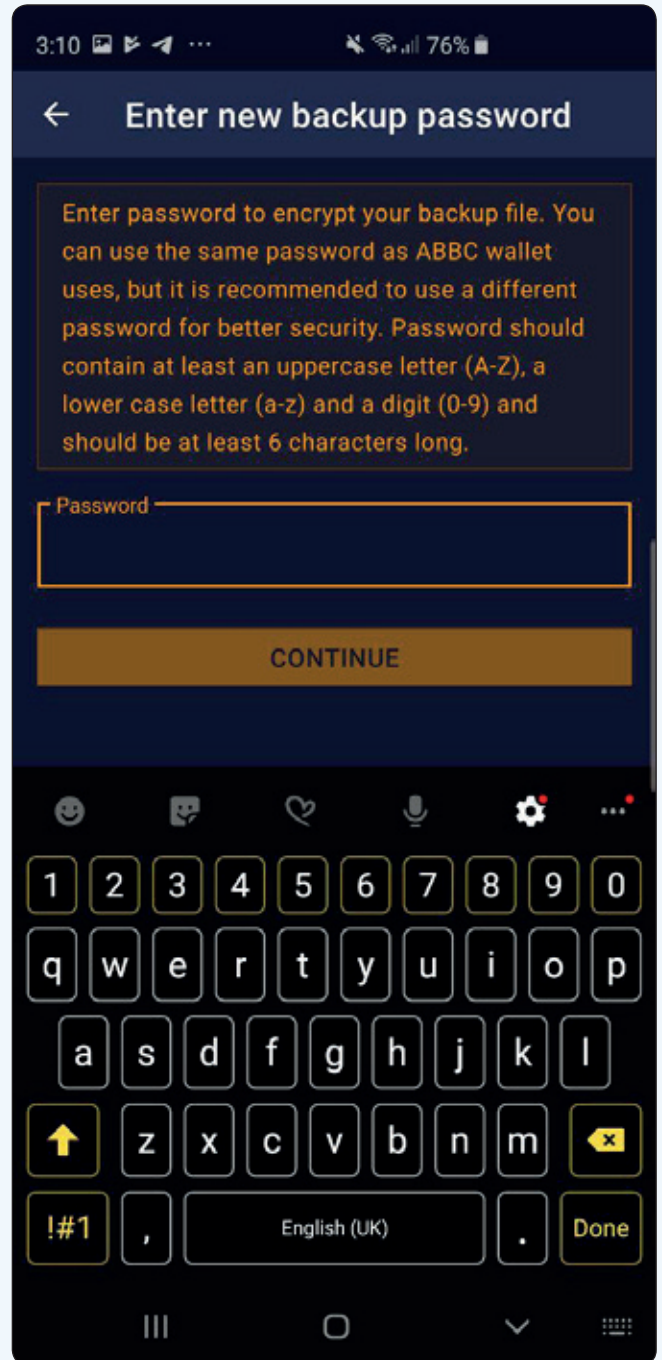 3:10 76%
Enter new backup password
Enter password to encrypt your backup file. You
can use the same password as ABBC wallet
uses, but it is recommended to use a different
password for better security. Password should
contain at least an uppercase letter (A-Z), a
lower case letter (a-z) and a digit (0-9) and
should be at least 6 characters long.
Password
CONTINUE
1 2 3 4 5 6 7 8 9 0
q w e r t y u i o p
a s d f g h j k l
z x c v b n m
!#1 , English (UK) . Done